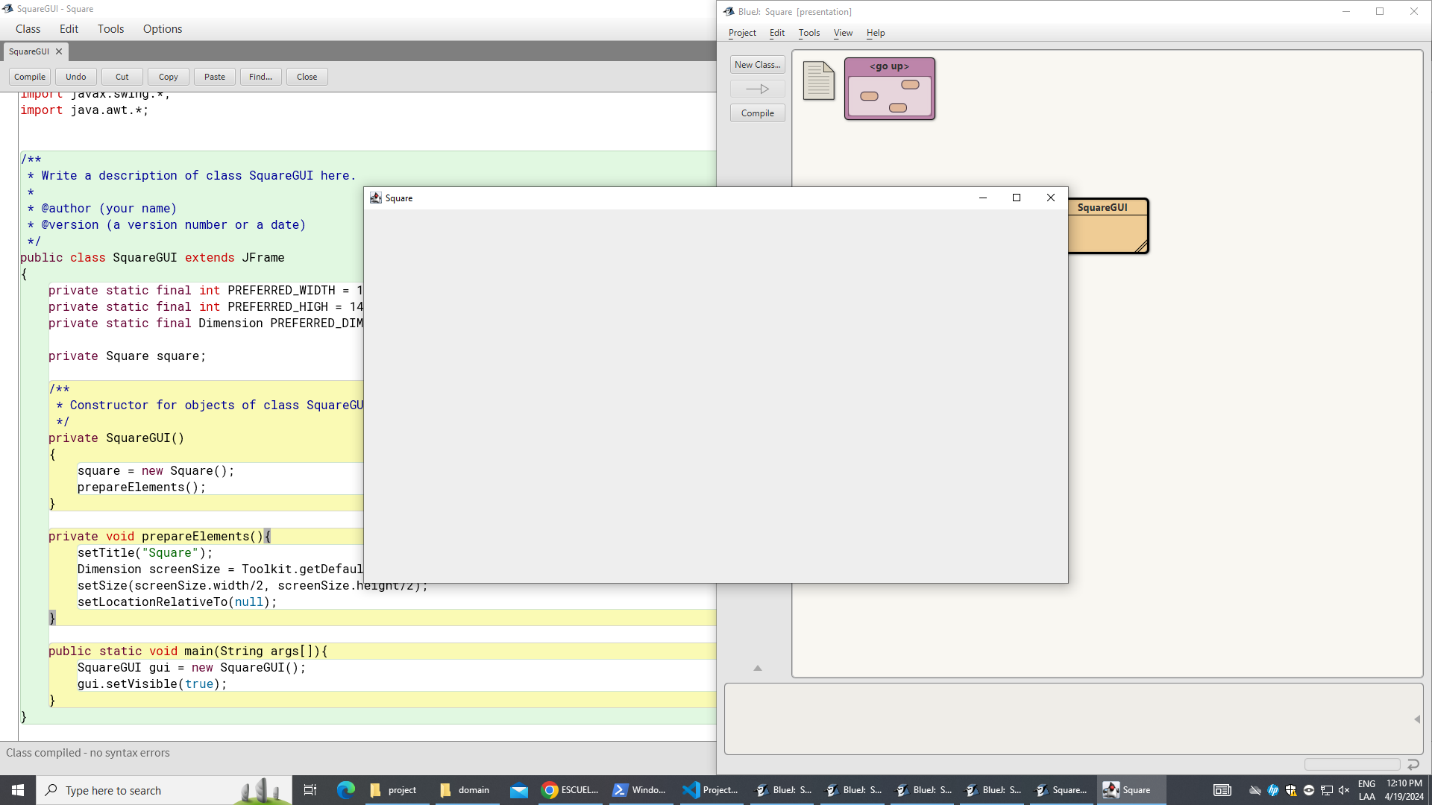 SquareGUI - Square
Class Edit Tools Options
SquareGUI
Compile Undo Cut Copy Paste Find... Close
import javax.swing.*;
import java.awt.*;
/**
* Write a description of class SquareGUI here.
*
* @author (your name)
* @version (a version number or a date)
*/
public class SquareGUI extends JFrame
{
private static final int PREFERRED_WIDTH = 1
private static final int PREFERRED_HIGH = 14
private static final Dimension PREFERRED_DIM
private Square square;
/**
* Constructor for objects of class SquareGU
*/
private SquareGUI()
{
square = new Square();
prepareElements();
}
private void prepareElements(){
setTitle("Square");
Dimension screenSize = Toolkit.getDefaul
setSize(screenSize.width/2, screenSize.height/2);
setLocationRelativeTo(null);
}
public static void main(String args[]){
SquareGUI gui = new SquareGUI();
gui.setVisible(true);
}
}
Class compiled - no syntax errors
Square
BlueJ: Square [presentation]
Project Edit Tools View Help
New Class...
Compile
<go up>
SquareGUI
Type here to search
project
domain
ESCUEL...
Windo...
Project...
BlueJ: S...
BlueJ: S...
BlueJ: S...
BlueJ: S...
Square...
Square
ENG
LAA
12:10 PM
4/19/2024